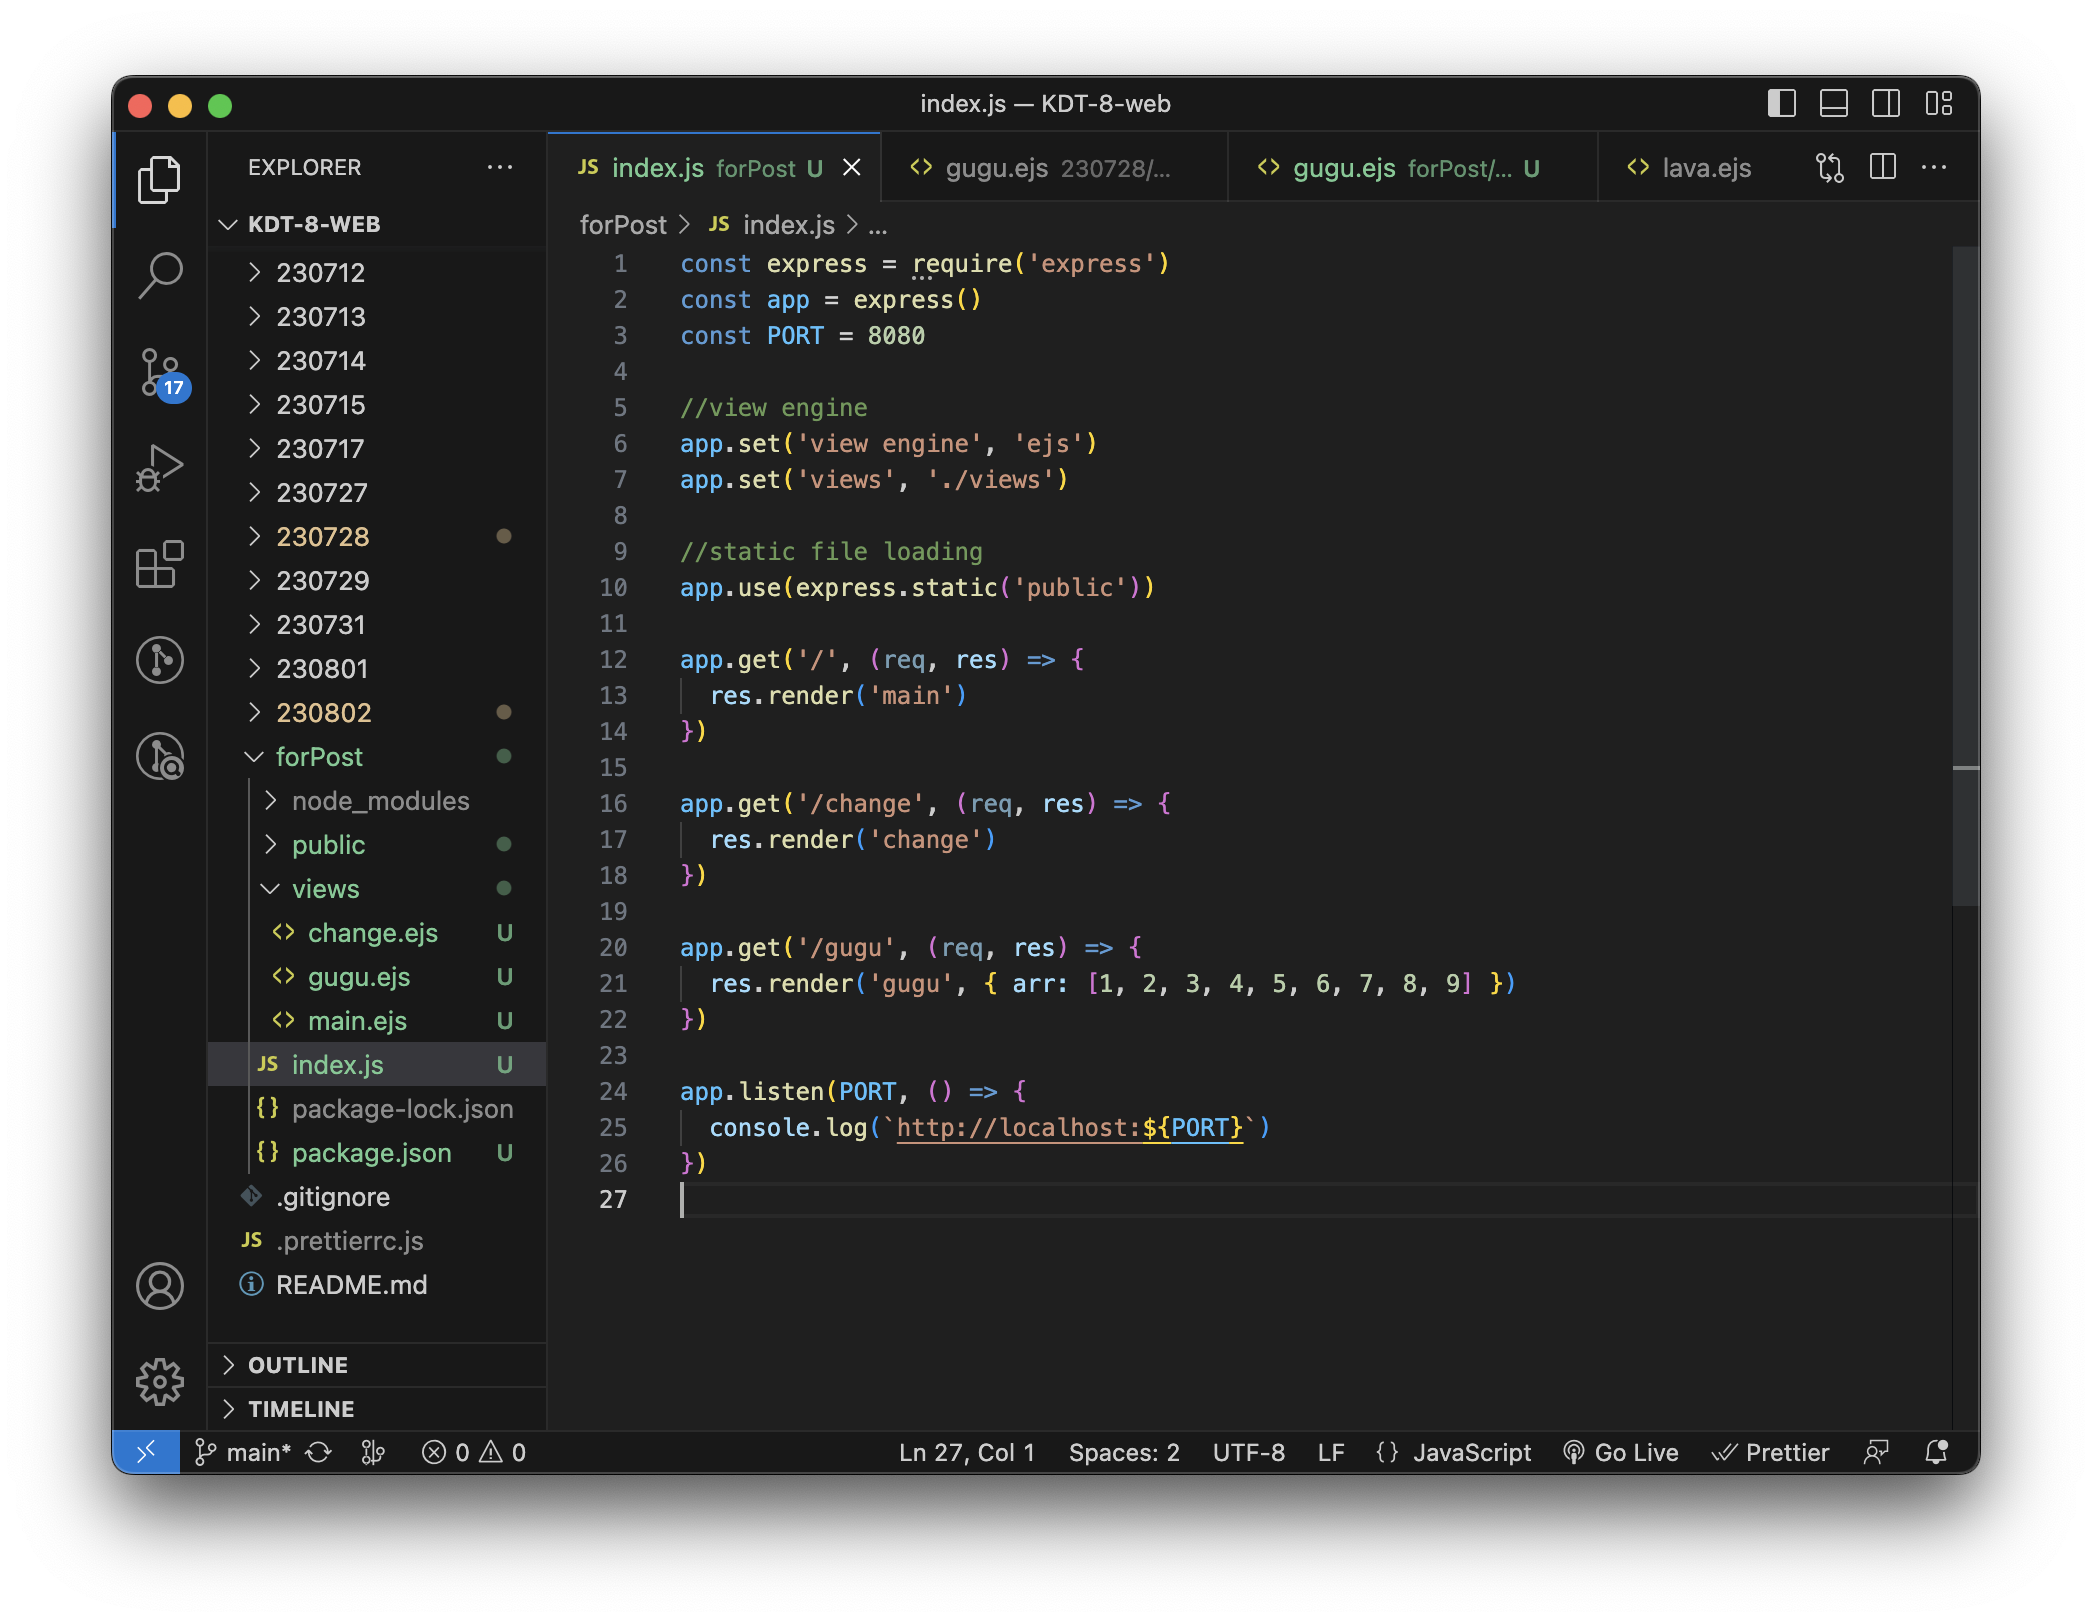 index.js — KDT-8-web
EXPLORER
KDT-8-WEB
230712
230713
230714
230715
230717
230727
230728
230729
230731
230801
230802
forPost
node_modules
public
views
change.ejs U
gugu.ejs U
main.ejs U
JS index.js U
{} package-lock.json
{} package.json U
.gitignore
JS .prettierrc.js
README.md
OUTLINE
TIMELINE
17
JS index.js forPost U
gugu.ejs 230728/...
gugu.ejs forPost/... U
lava.ejs
forPost > JS index.js > ...
1 const express = require('express')
2 const app = express()
3 const PORT = 8080
4
5 //view engine
6 app.set('view engine', 'ejs')
7 app.set('views', './views')
8
9 //static file loading
10 app.use(express.static('public'))
11
12 app.get('/', (req, res) => {
13 res.render('main')
14 })
15
16 app.get('/change', (req, res) => {
17 res.render('change')
18 })
19
20 app.get('/gugu', (req, res) => {
21 res.render('gugu', { arr: [1, 2, 3, 4, 5, 6, 7, 8, 9] })
22 })
23
24 app.listen(PORT, () => {
25 console.log(`http://localhost:${PORT}`)
26 })
27
main* 0 0 Ln 27, Col 1 Spaces: 2 UTF-8 LF {} JavaScript Go Live Prettier